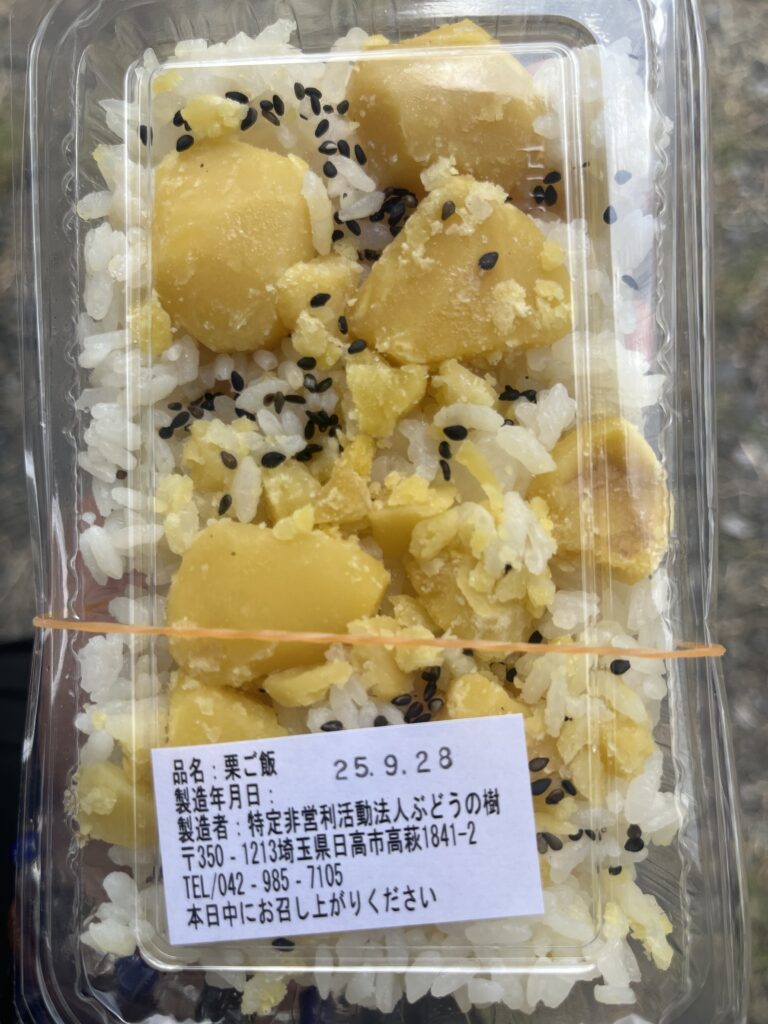 品名：栗ご飯
製造年月日： 25.9.28
製造者：特定非営利活動法人ぶどうの樹
〒350-1213埼玉県日高市高萩1841-2
TEL/042-985-7105
本日中にお召し上がりください